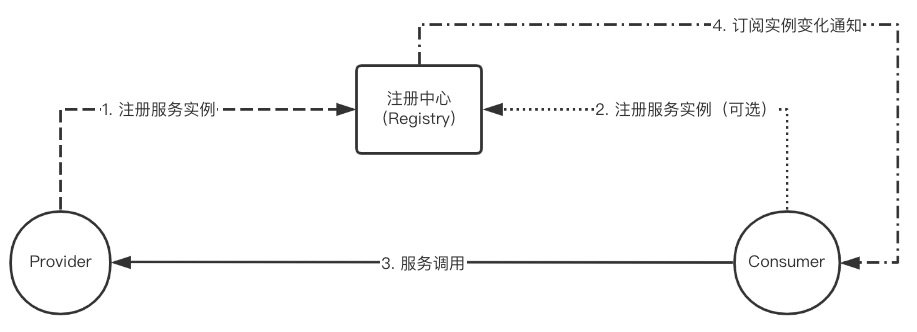 4. 订阅实例变化通知
注册中心
(Registry)
1. 注册服务实例
2. 注册服务实例（可选）
Provider
3. 服务调用
Consumer